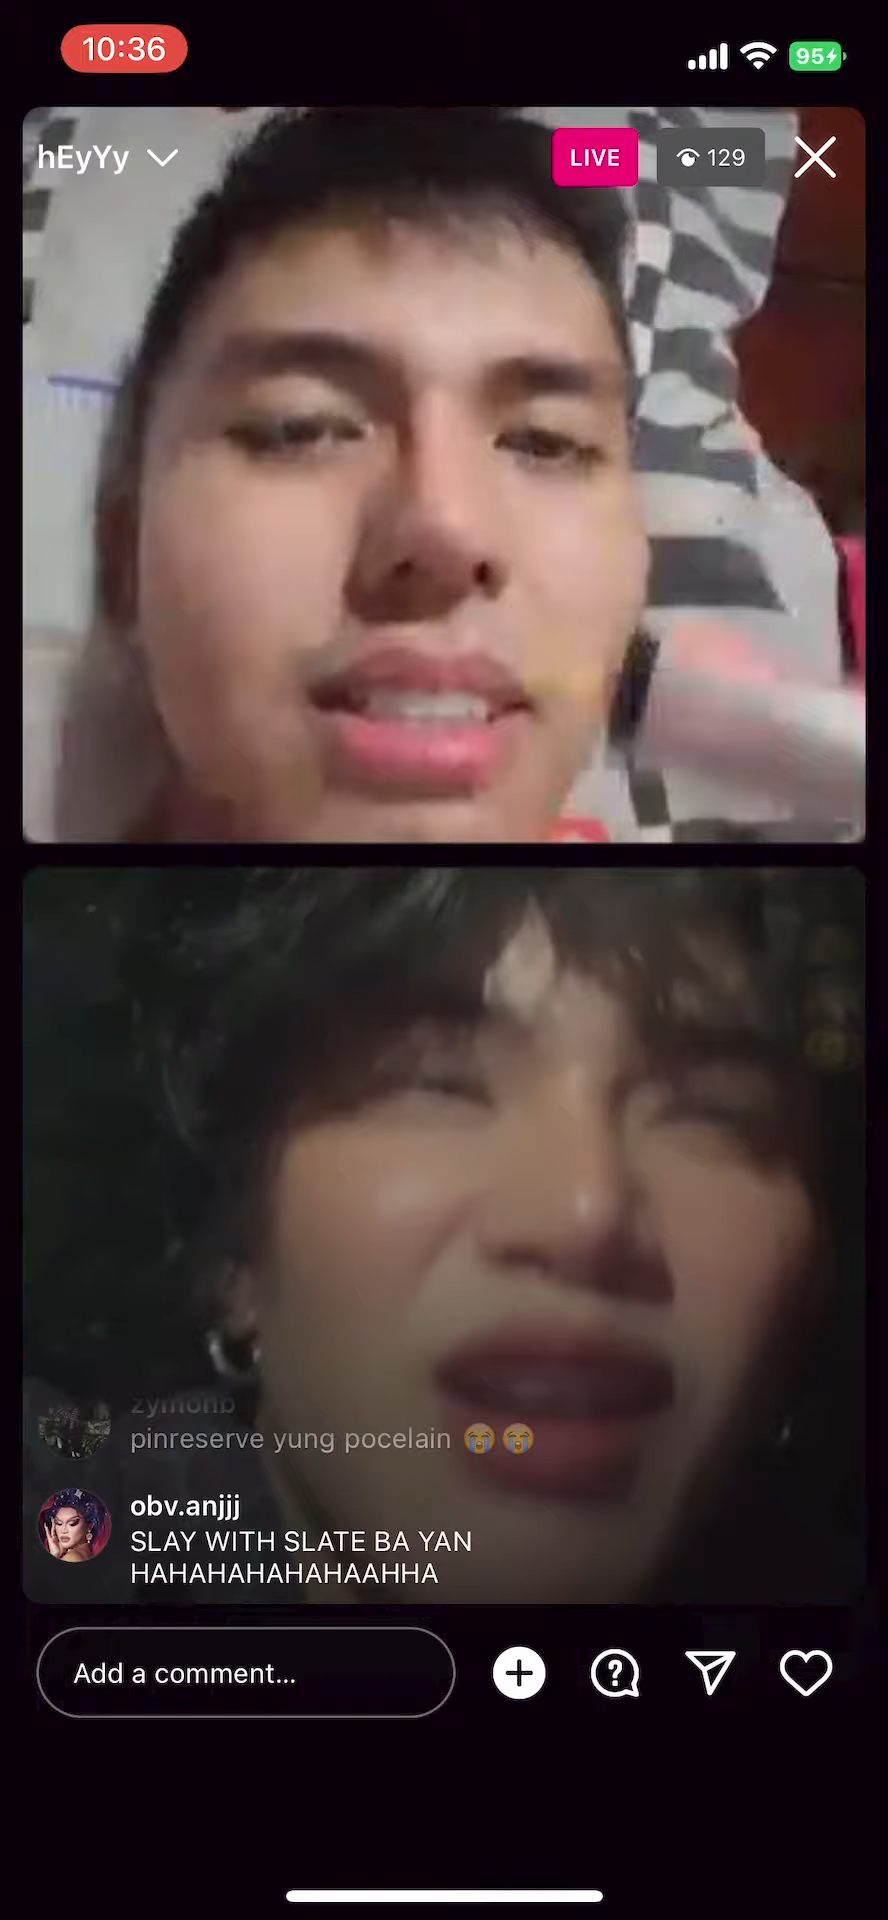 10:36
95
hEyYy
LIVE
129
zymonb
pinreserve yung pocelain 😭😭
obv.anjjj
SLAY WITH SLATE BA YAN
HAHAHAHAHAHAAHHA
Add a comment...